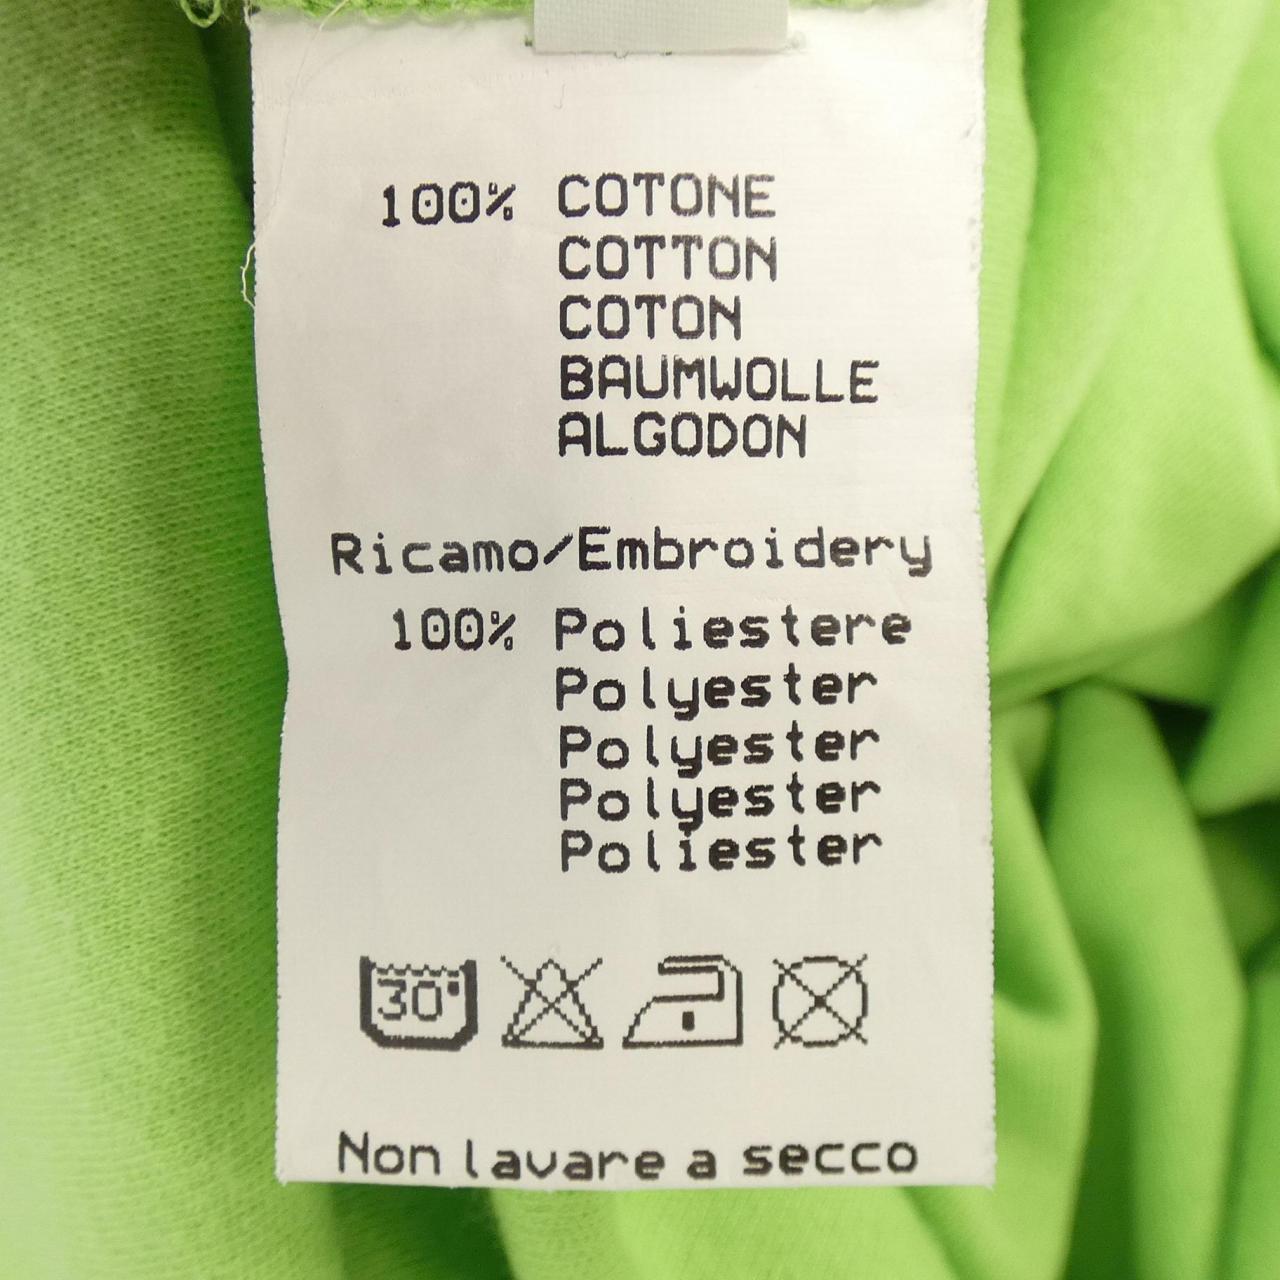 100% COTONE
COTTON
COTON
BAUMWOLLE
ALGODON
Ricamo/Embroidery
100% Poliestere
Polyester
Polyester
Polyester
Poliester
30°
Non lavare a secco